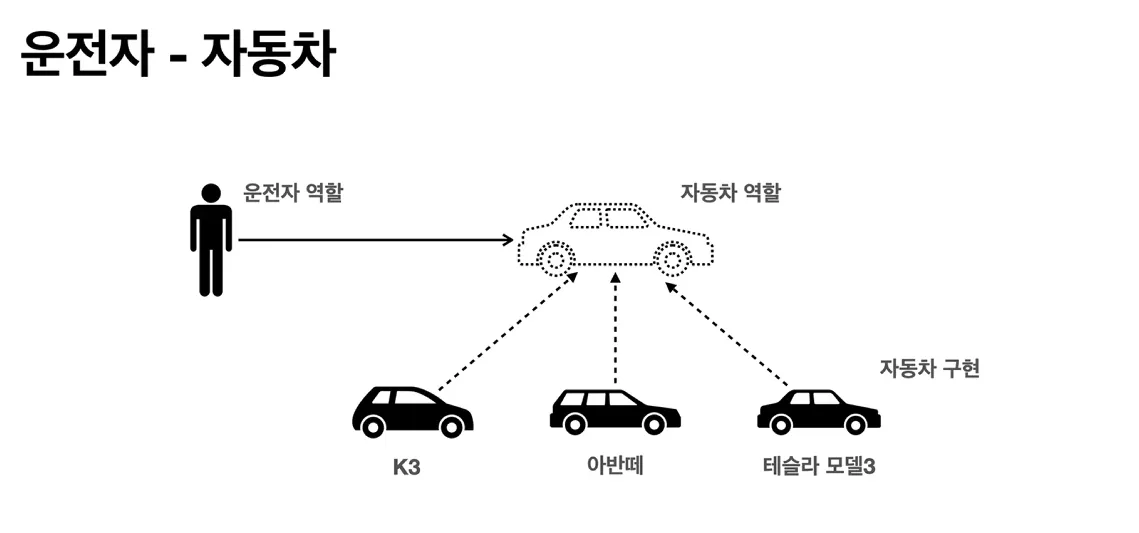 운전자 - 자동차
운전자 역할
자동차 역할
자동차 구현
K3
아반떼
테슬라 모델3